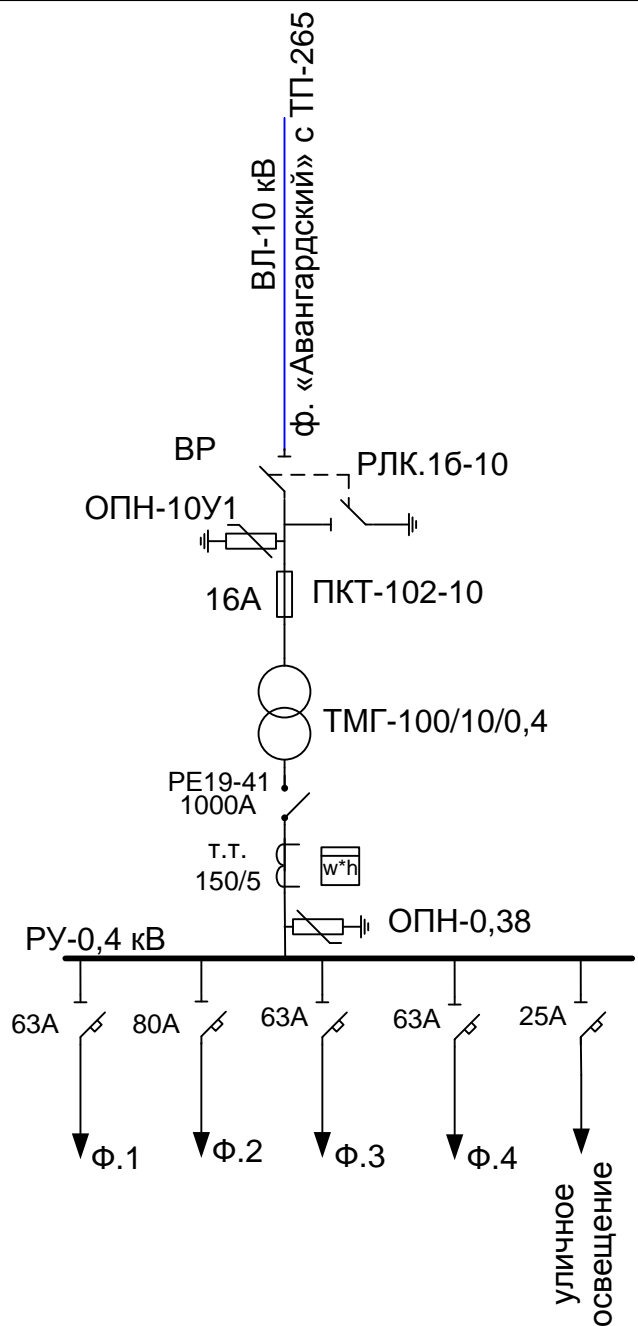 ВЛ-10 кВ
ф. «Авангардский» с ТП-265
ВР
РЛК.1б-10
ОПН-10У1
16А
ПКТ-102-10
ТМГ-100/10/0,4
РЕ19-41
1000А
т.т.
150/5
w*h
ОПН-0,38
РУ-0,4 кВ
63А
80А
63А
63А
25А
Ф.1
Ф.2
Ф.3
Ф.4
уличное
освещение